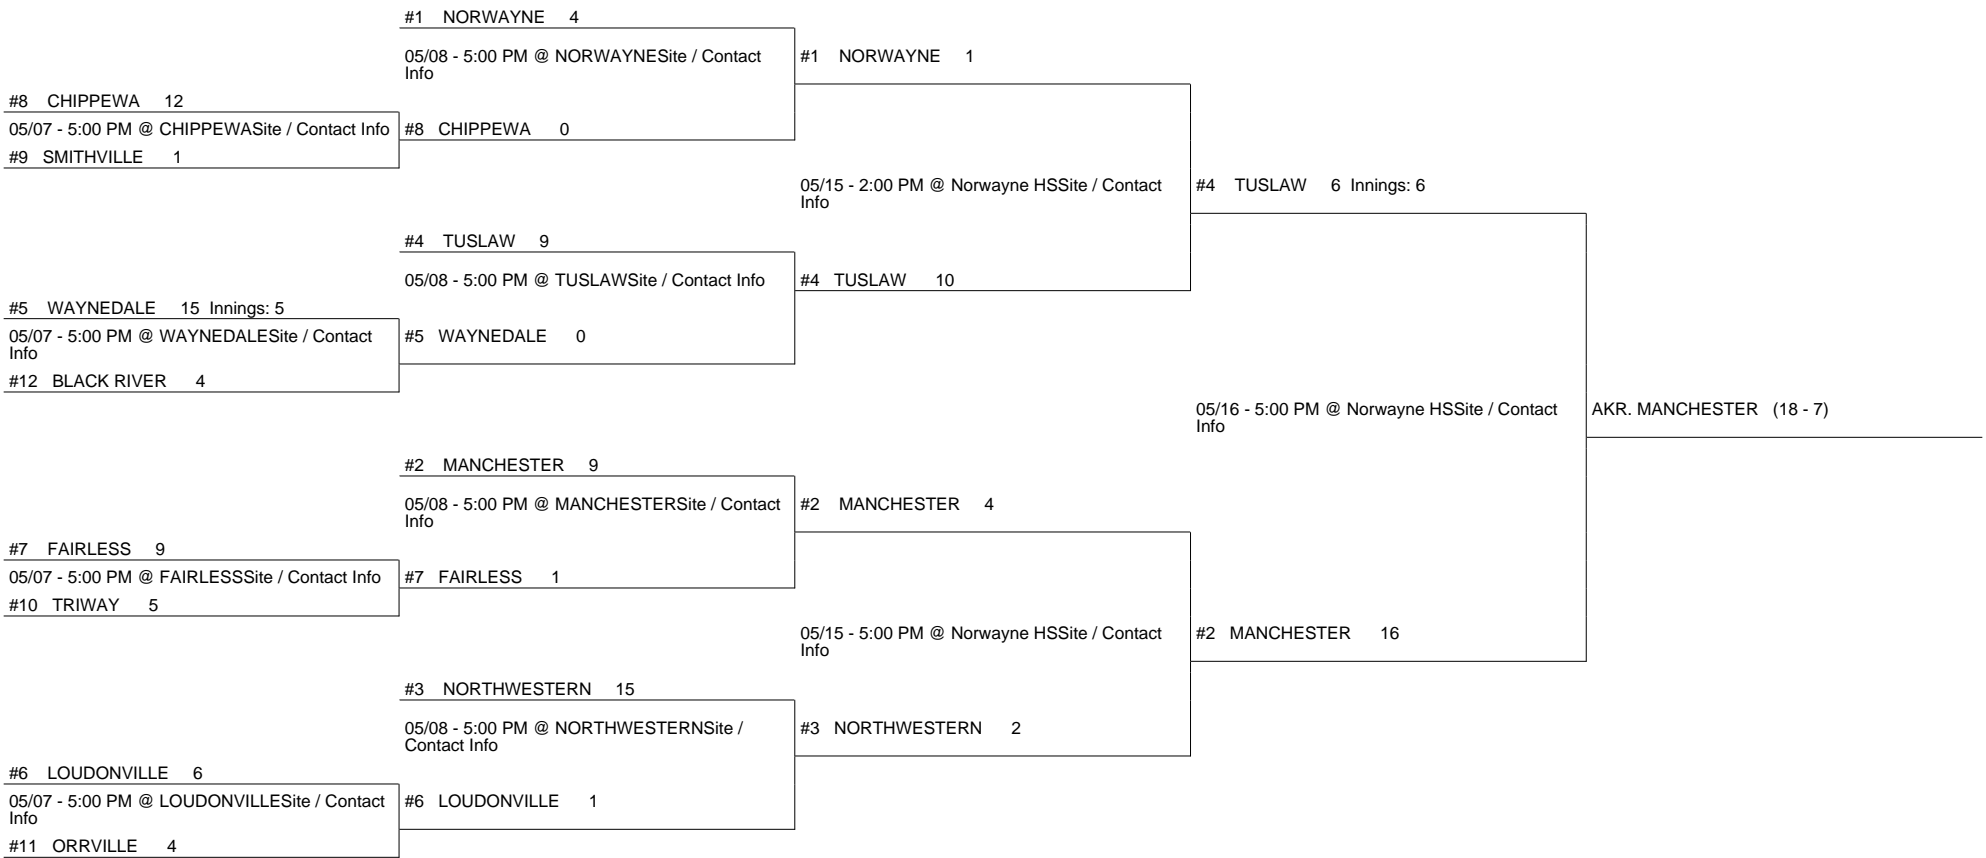 #1 NORWAYNE 4
05/08 - 5:00 PM @ NORWAYNESite / Contact
Info
#1 NORWAYNE 1
#8 CHIPPEWA 12
05/07 - 5:00 PM @ CHIPPEWASite / Contact Info
#8 CHIPPEWA 0
#9 SMITHVILLE 1
05/15 - 2:00 PM @ Norwayne HSSite / Contact
Info
#4 TUSLAW 6 Innings: 6
#4 TUSLAW 9
05/08 - 5:00 PM @ TUSLAWSite / Contact Info
#4 TUSLAW 10
#5 WAYNEDALE 15 Innings: 5
05/07 - 5:00 PM @ WAYNEDALESite / Contact
Info
#5 WAYNEDALE 0
#12 BLACK RIVER 4
05/16 - 5:00 PM @ Norwayne HSSite / Contact
Info
AKR. MANCHESTER (18 - 7)
#2 MANCHESTER 9
05/08 - 5:00 PM @ MANCHESTERSite / Contact
Info
#2 MANCHESTER 4
#7 FAIRLESS 9
05/07 - 5:00 PM @ FAIRLESSSite / Contact Info
#7 FAIRLESS 1
#10 TRIWAY 5
05/15 - 5:00 PM @ Norwayne HSSite / Contact
Info
#2 MANCHESTER 16
#3 NORTHWESTERN 15
05/08 - 5:00 PM @ NORTHWESTERNSite /
Contact Info
#3 NORTHWESTERN 2
#6 LOUDONVILLE 6
05/07 - 5:00 PM @ LOUDONVILLESite / Contact
Info
#6 LOUDONVILLE 1
#11 ORRVILLE 4